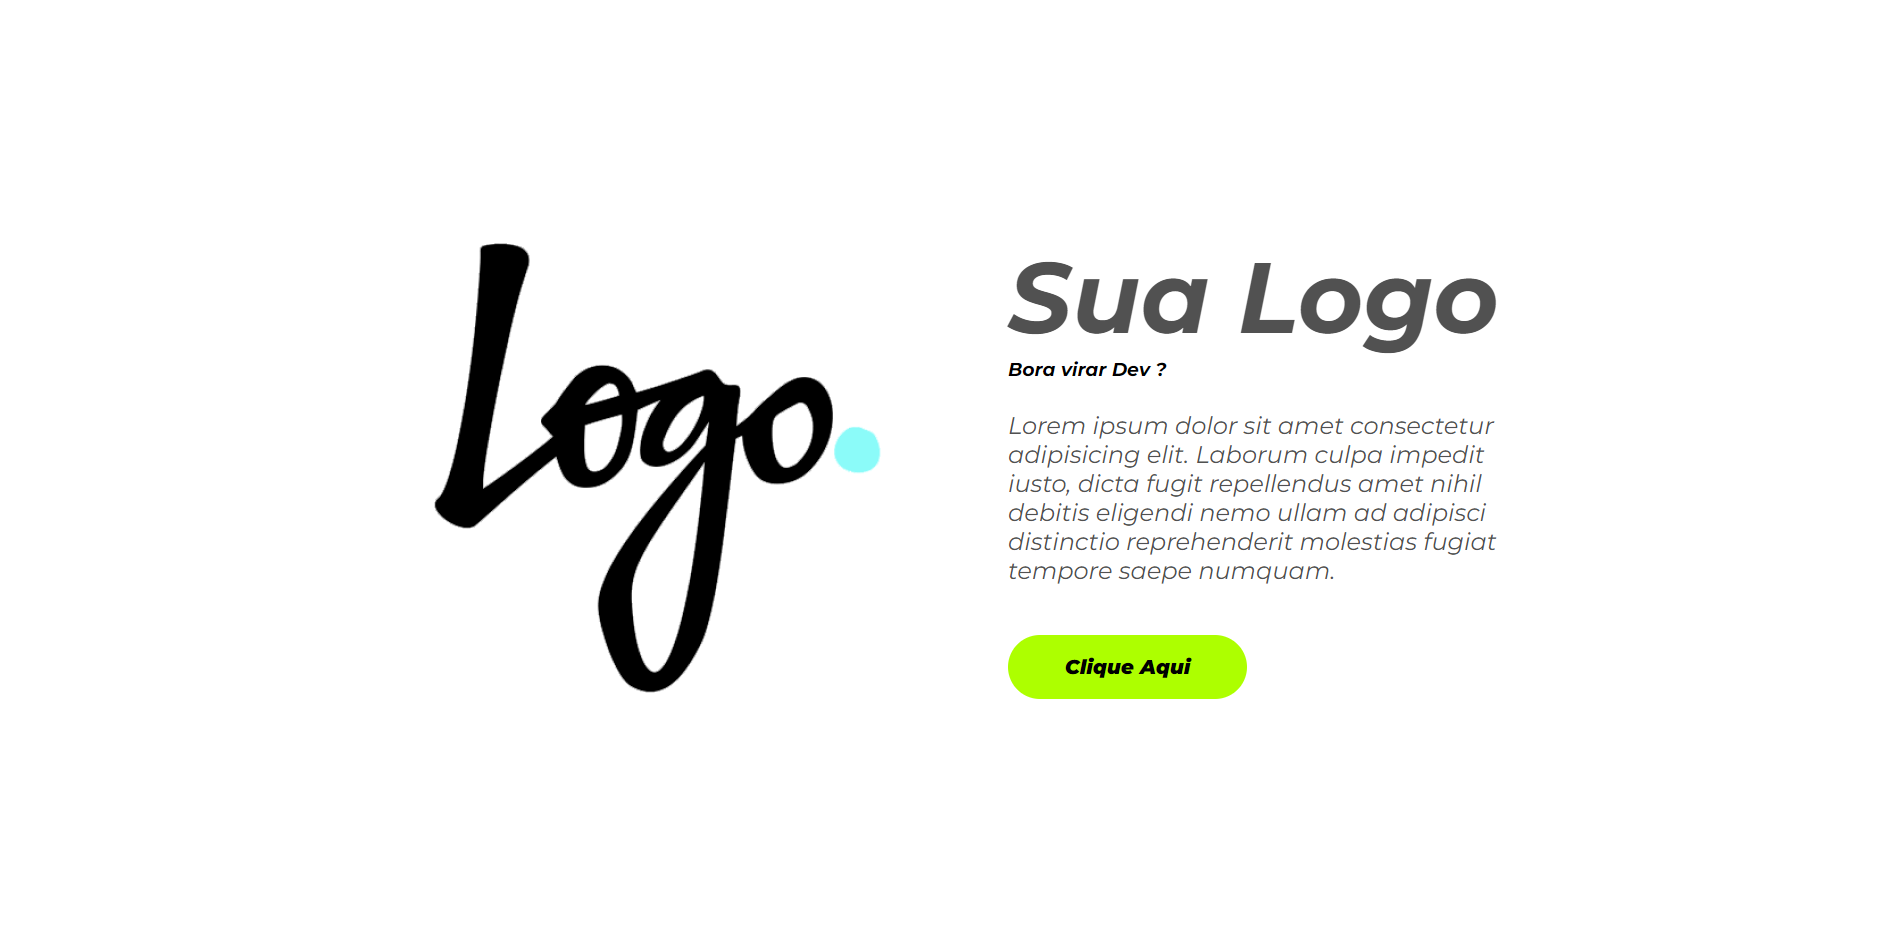 Logo.
Sua Logo
Bora virar Dev ?
Lorem ipsum dolor sit amet consectetur
adipisicing elit. Laborum culpa impedit
iusto, dicta fugit repellendus amet nihil
debitis eligendi nemo ullam ad adipisci
distinctio reprehenderit molestias fugiat
tempore saepe numquam.
Clique Aqui